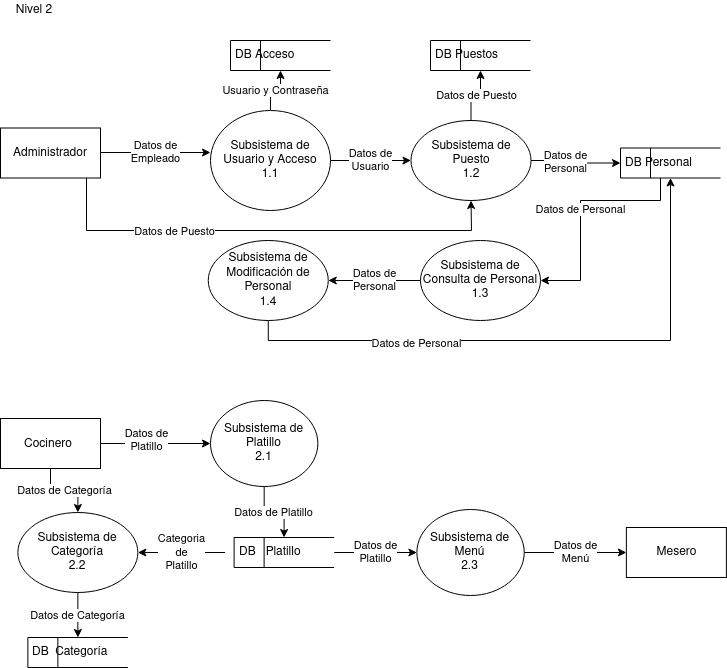 Nivel 2
DB Acceso
DB Puestos
Usuario y Contraseña
Datos de Puesto
Administrador
Datos de
Empleado
Subsistema de
Usuario y Acceso
1.1
Datos de
Usuario
Subsistema de
Puesto
1.2
Datos de
Personal
DB Personal
Datos de Puesto
Datos de Personal
Subsistema de
Modificación de
Personal
1.4
Datos de
Personal
Subsistema de
Consulta de Personal
1.3
Datos de Personal
Cocinero
Datos de
Platillo
Subsistema de
Platillo
2.1
Datos de Categoría
Datos de Platillo
Subsistema de
Categoría
2.2
Categoria
de
Platillo
DB Platillo
Datos de
Platillo
Subsistema de
Menú
2.3
Datos de
Menú
Mesero
Datos de Categoría
DB Categoría